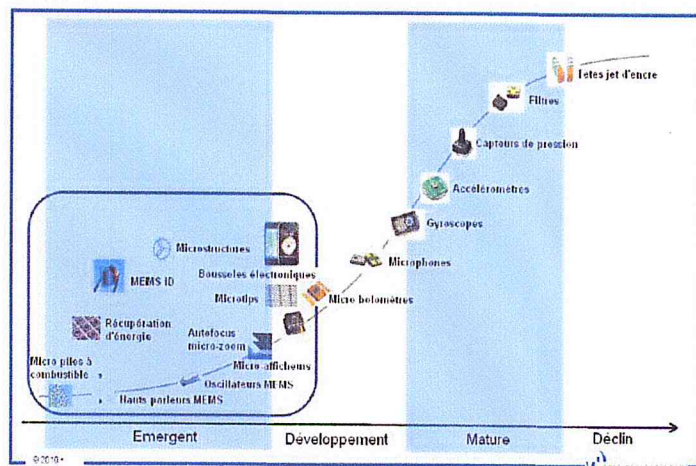 Têtes jet d'encre
Filtres
Capteurs de pression
Accéléromètres
Gyroscopes
Microphones
Microstructures
Boussoles électroniques
MEMS ID
Microtips
Micro bolomètres
Récupération
d'énergie
Autofocus
micro-zoom
Micro-afficheurs
Micro piles à
combustible
Oscillateurs MEMS
Hauts parleurs MEMS
Emergent
Développement
Mature
Déclin
© 2010 •